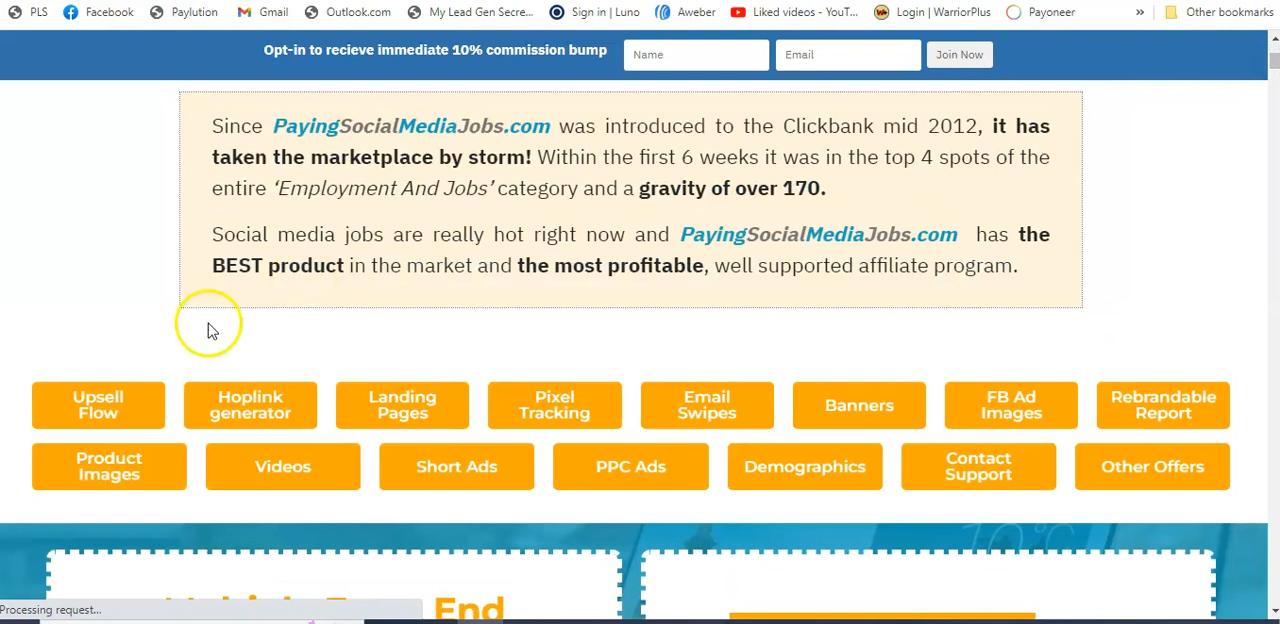 PLS Paylution Facebook Gmail Outlook.com My Lead Gen Secre... Sign in | Luno Aweber Liked videos - YouT... Login | WarriorPlus Payoneer » Other bookmarks
Opt-in to recieve immediate 10% commission bump Name Email Join Now
Since PayingSocialMediaJobs.com was introduced to the Clickbank mid 2012, it has
taken the marketplace by storm! Within the first 6 weeks it was in the top 4 spots of the
entire ‘Employment And Jobs’ category and a gravity of over 170.
Social media jobs are really hot right now and PayingSocialMediaJobs.com has the
BEST product in the market and the most profitable, well supported affiliate program.
Upsell
Flow
Hoplink
generator
Landing
Pages
Pixel
Tracking
Email
Swipes
Banners
FB Ad
Images
Rebrandable
Report
Product
Images
Videos
Short Ads
PPC Ads
Demographics
Contact
Support
Other Offers
10°C
End
Processing request...